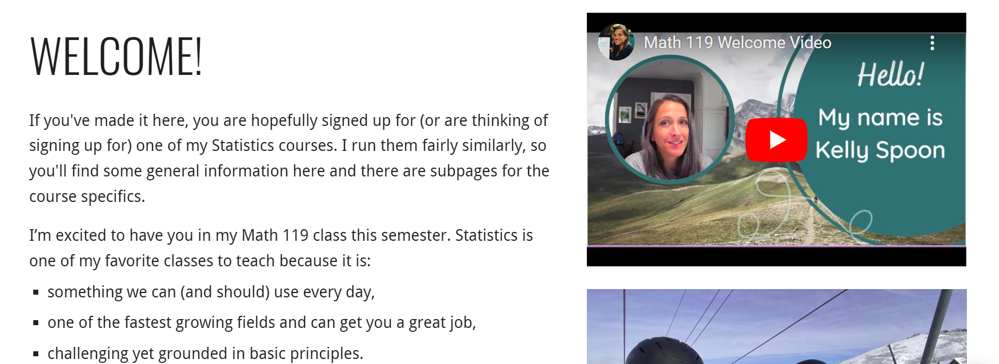 WELCOME!
If you've made it here, you are hopefully signed up for (or are thinking of
signing up for) one of my Statistics courses. I run them fairly similarly, so
you'll find some general information here and there are subpages for the
course specifics.
I’m excited to have you in my Math 119 class this semester. Statistics is
one of my favorite classes to teach because it is:
▪ something we can (and should) use every day,
▪ one of the fastest growing fields and can get you a great job,
▪ challenging yet grounded in basic principles.
Math 119 Welcome Video
Hello!
My name is
Kelly Spoon